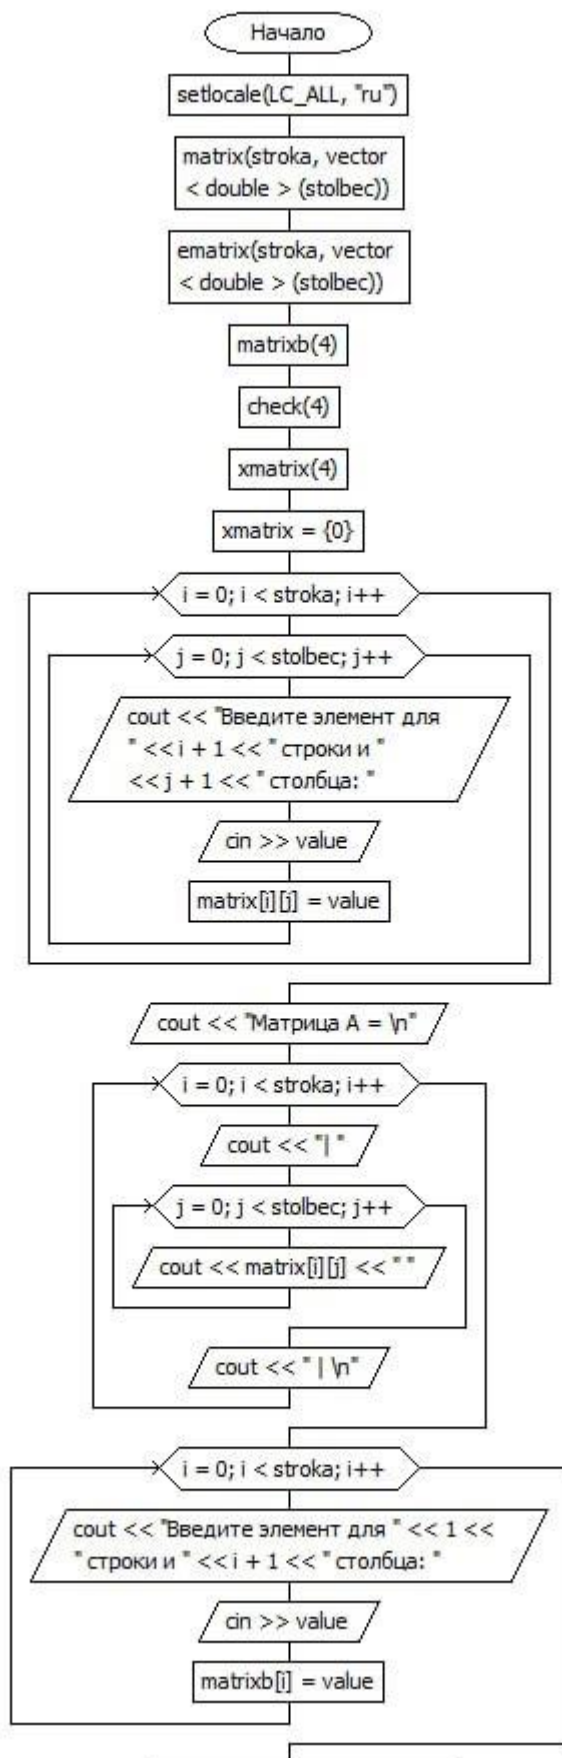 Начало
setlocale(LC_ALL, "ru")
matrix(stroka, vector
< double > (stolbec))
ematrix(stroka, vector
< double > (stolbec))
matrixb(4)
check(4)
xmatrix(4)
xmatrix = {0}
i = 0; i < stroka; i++
j = 0; j < stolbec; j++
cout << "Введите элемент для
" << i + 1 << " строки и "
<< j + 1 << " столбца: "
cin >> value
matrix[i][j] = value
cout << "Матрица A = \n"
i = 0; i < stroka; i++
cout << "| "
j = 0; j < stolbec; j++
cout << matrix[i][j] << " "
cout << " | \n"
i = 0; i < stroka; i++
cout << "Введите элемент для " << 1 <<
" строки и " << i + 1 << " столбца: "
cin >> value
matrixb[i] = value